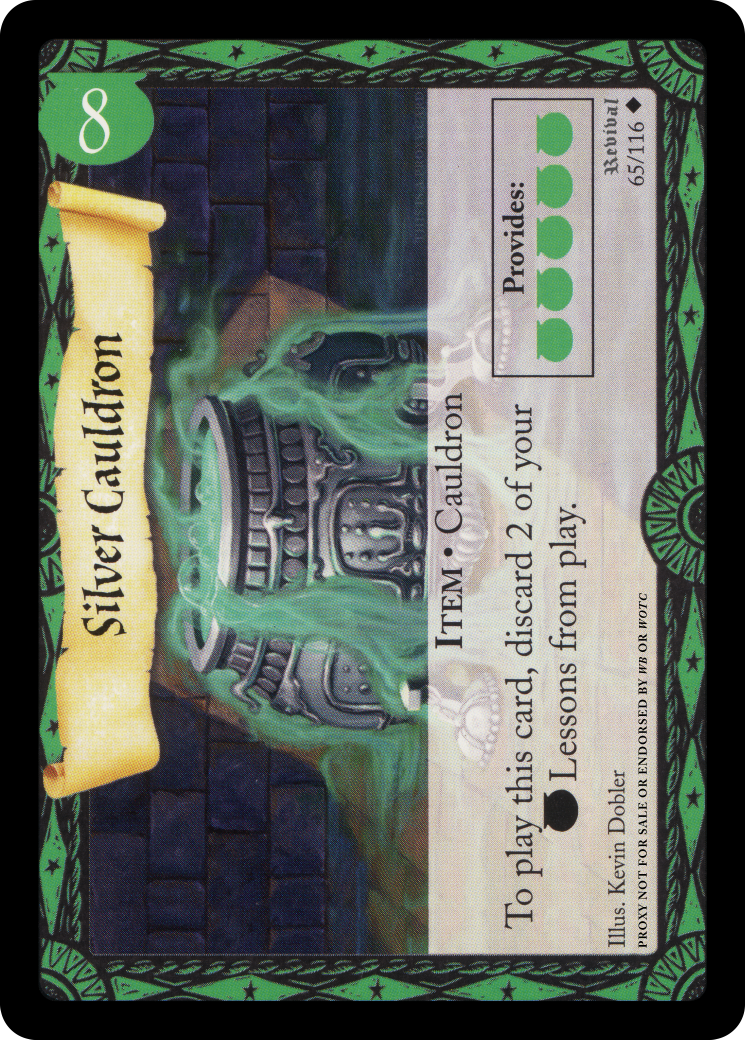 8
Silver Cauldron
ITEM • Cauldron
To play this card, discard 2 of your
Lessons from play.
Provides:
Illus. Kevin Dobler
PROXY NOT FOR SALE OR ENDORSED BY WB OR WOTC
Revival
65/116